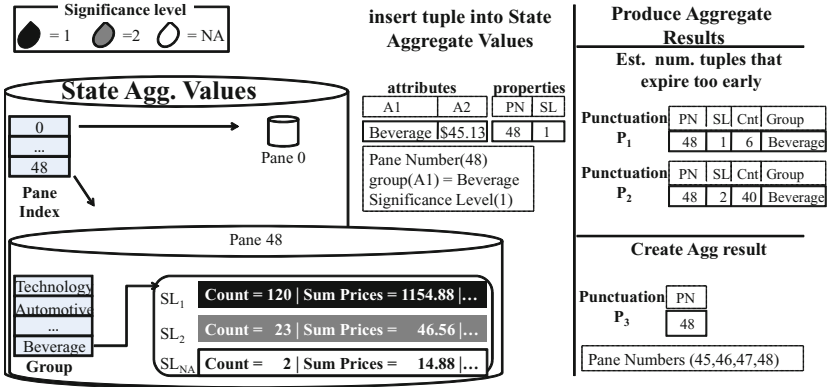 Significance level
= 1 =2 = NA
State Agg. Values
0
...
48
Pane Index
Pane 0
Pane 48
Technology
Automotive
...
Beverage
Group
SL1 Count = 120 | Sum Prices = 1154.88 |...
SL2 Count = 23 | Sum Prices = 46.56 |...
SLNA Count = 2 | Sum Prices = 14.88 |...
insert tuple into State
Aggregate Values
attributes properties
A1 A2 PN SL
Beverage $45.13 48 1
Pane Number(48)
group(A1) = Beverage
Significance Level(1)
Produce Aggregate
Results
Est. num. tuples that
expire too early
Punctuation P1
PN SL Cnt Group
48 1 6 Beverage
Punctuation P2
PN SL Cnt Group
48 2 40 Beverage
Create Agg result
Punctuation P3
PN
48
Pane Numbers (45,46,47,48)